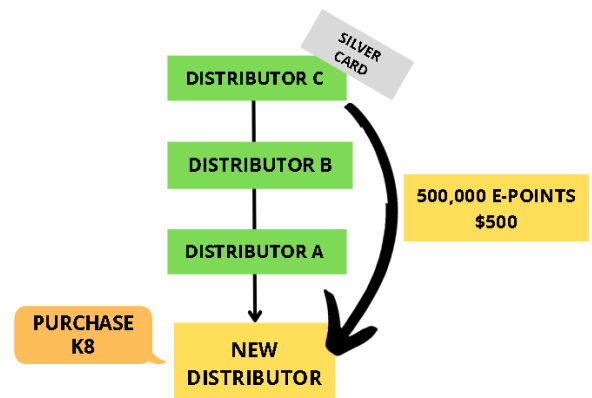 SILVER
CARD
DISTRIBUTOR C
DISTRIBUTOR B
500,000 E-POINTS
$500
DISTRIBUTOR A
PURCHASE
K8
NEW
DISTRIBUTOR